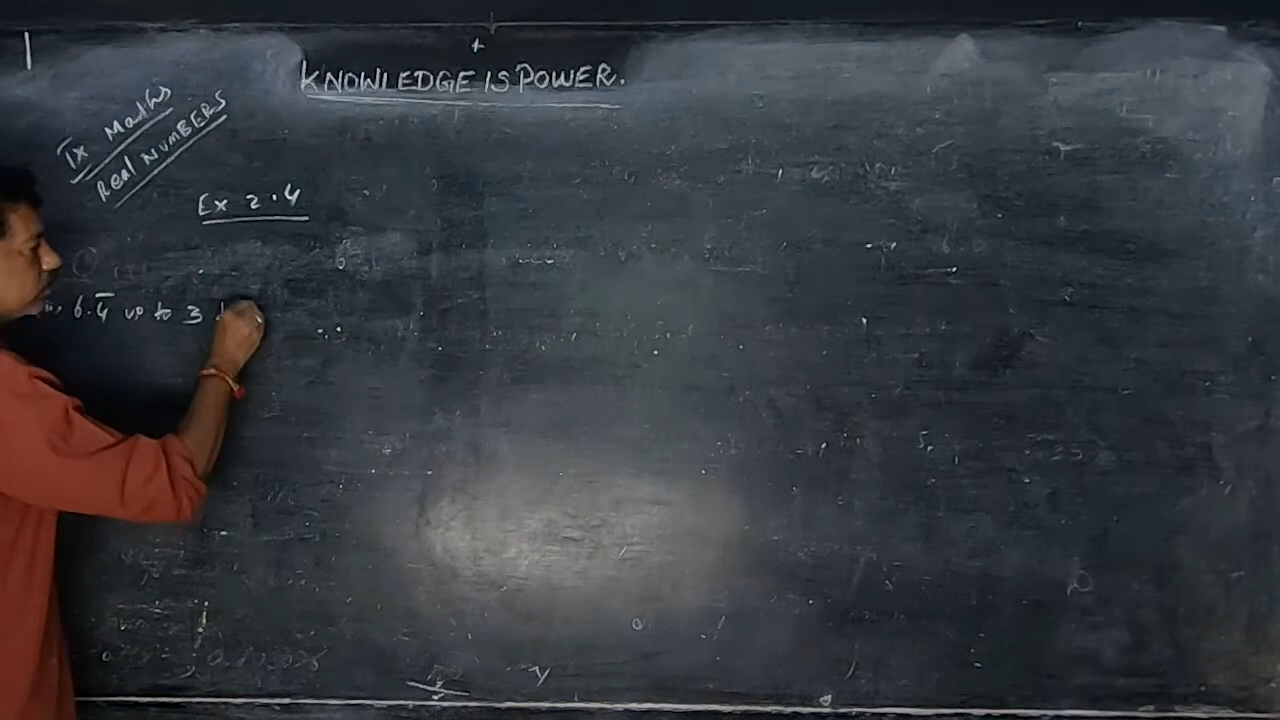 KNOWLEDGE IS POWER.
IX Maths
Real NUMBERS
Ex 2.4
6.4̅ up to 3